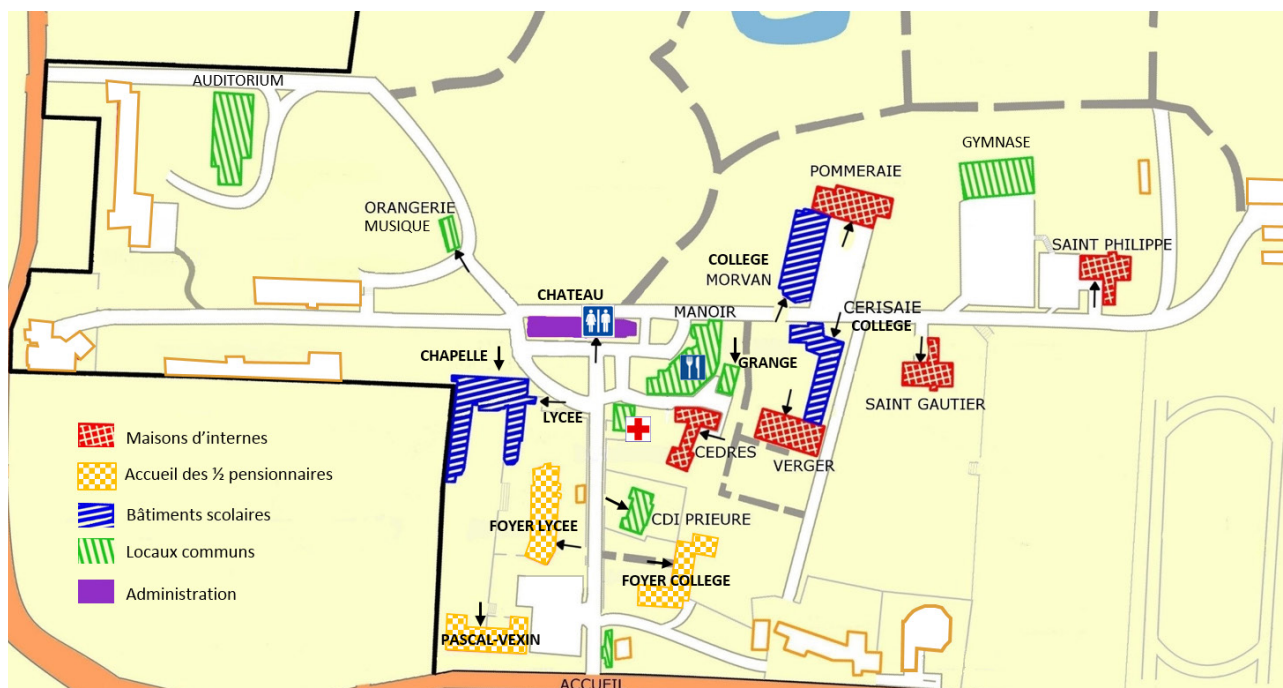 AUDITORIUM
GYMNASE
POMMERAIE
ORANGERIE
MUSIQUE
SAINT PHILIPPE
COLLEGE
MORVAN
CHATEAU
MANOIR
CERISAIE
COLLEGE
CHAPELLE
GRANGE
SAINT GAUTIER
LYCEE
CEDRES
VERGER
Maisons d'internes
Accueil des ½ pensionnaires
Bâtiments scolaires
Locaux communs
Administration
FOYER LYCEE
CDI PRIEURE
FOYER COLLEGE
PASCAL-VEXIN
ACCUEIL